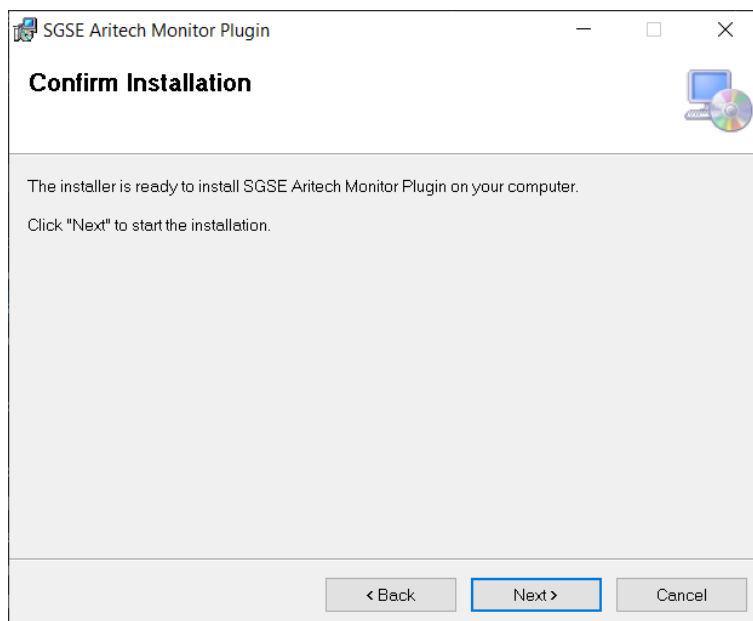 SGSE Aritech Monitor Plugin
Confirm Installation
The installer is ready to install SGSE Aritech Monitor Plugin on your computer.
Click "Next" to start the installation.
< Back
Next >
Cancel